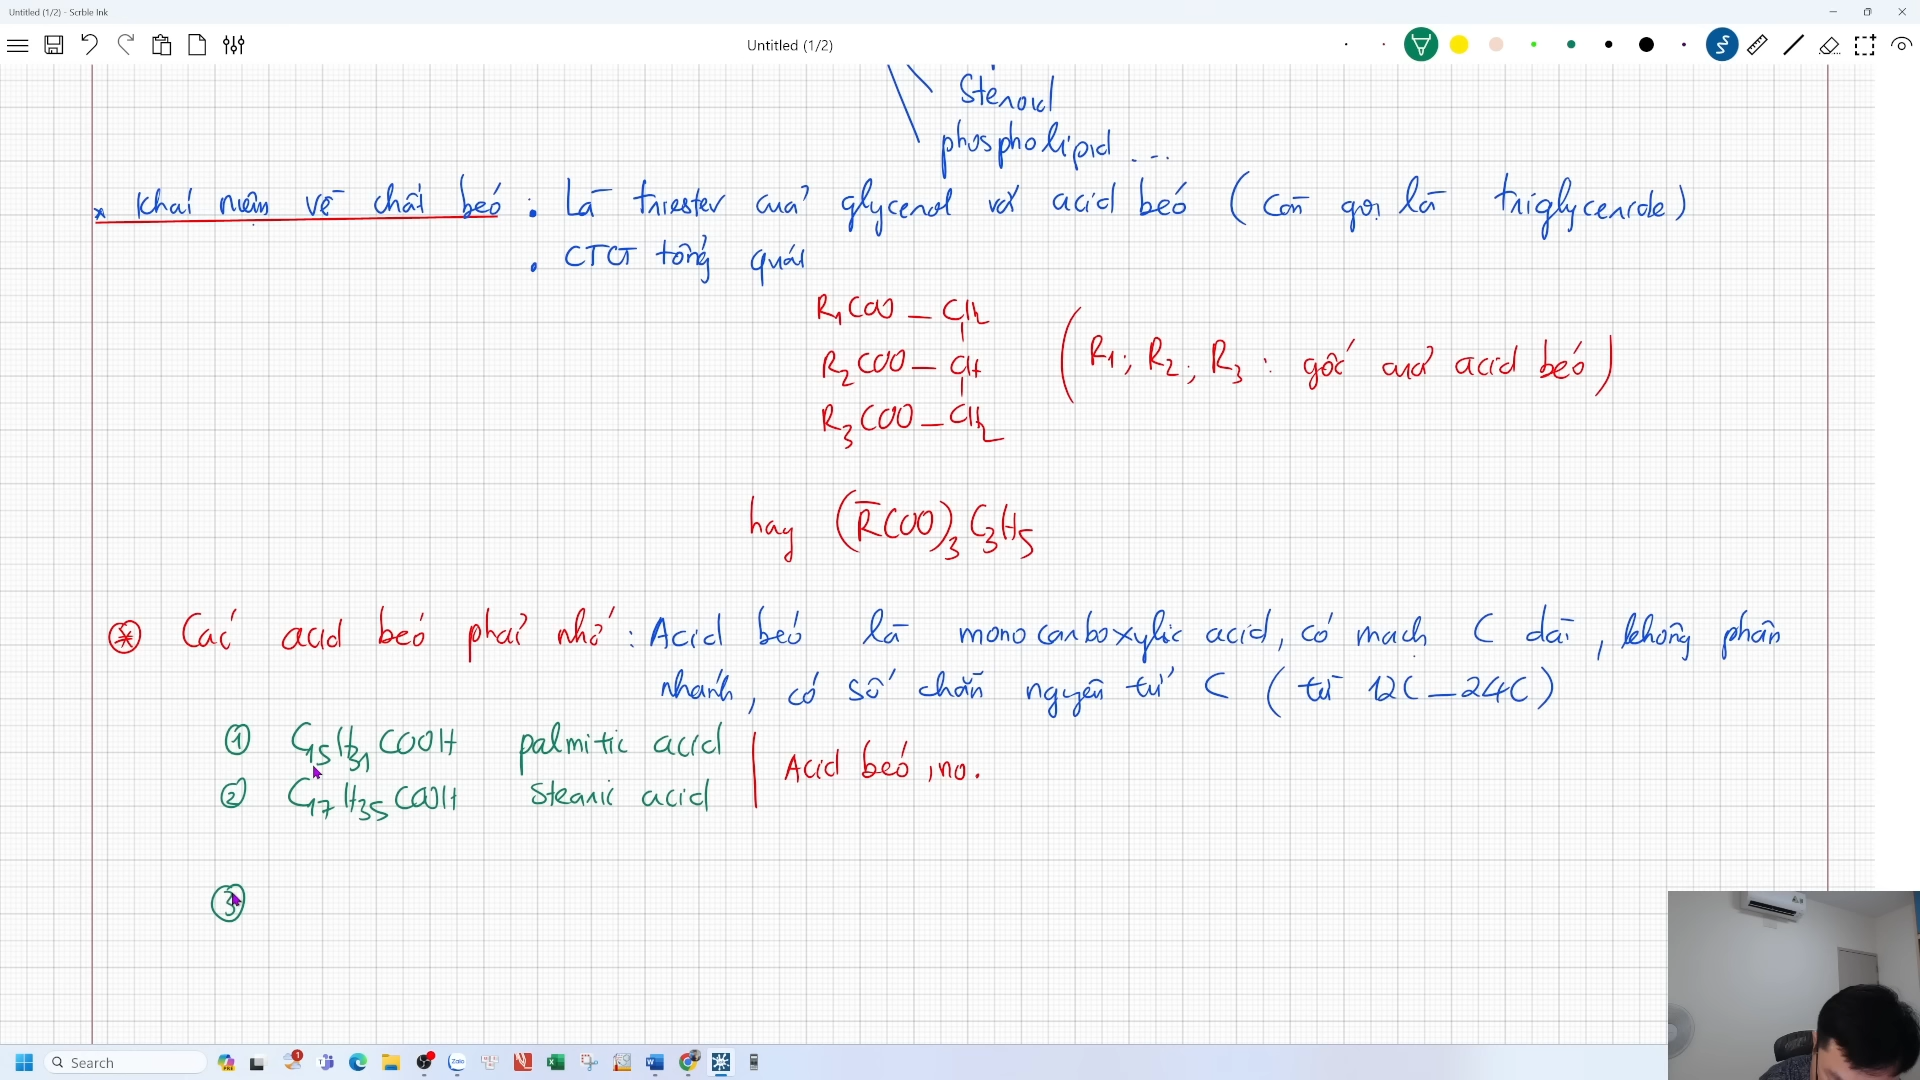 Untitled (1/2) - Scrble Ink
Untitled (1/2)
Steroid
phospholipid ...
* Khái niệm về chất béo : Là triester của glycerol với acid béo ( còn gọi là triglyceride )
• CTCT tổng quát
R₁COO – CH₂
R₂COO – CH
R₃COO – CH₂
( R₁; R₂; R₃ : gốc của acid béo )
hay (R̄COO)₃C₃H₅
* Các acid béo phải nhớ : Acid béo là monocarboxylic acid, có mạch C dài, không phân
nhánh, có số chẵn nguyên tử C ( từ 12C – 24C )
① C₁₅H₃₁COOH palmitic acid
② C₁₇H₃₅COOH stearic acid
Acid béo, no.
③
Search